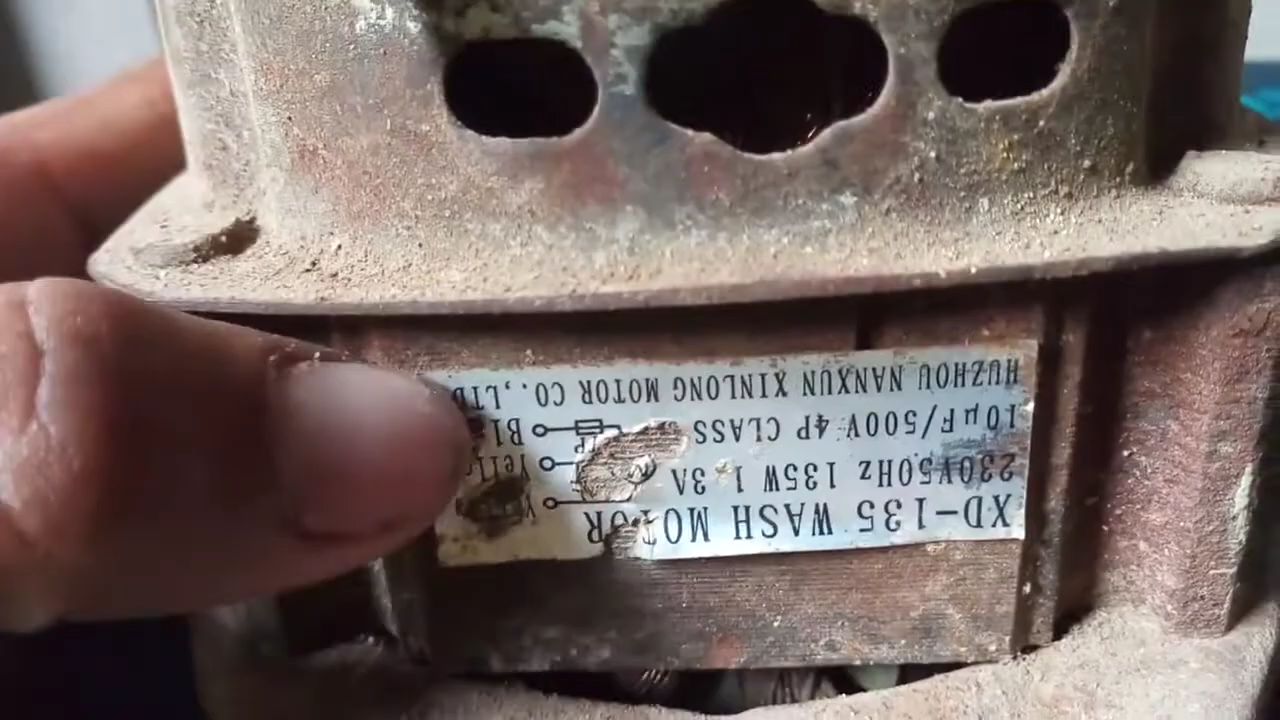 XD-135 WASH MOTOR
230V50Hz 135W 1.3A
10μF/500V 4P CLASS
HUZHOU NANXUN XINLONG MOTOR CO.,LTD